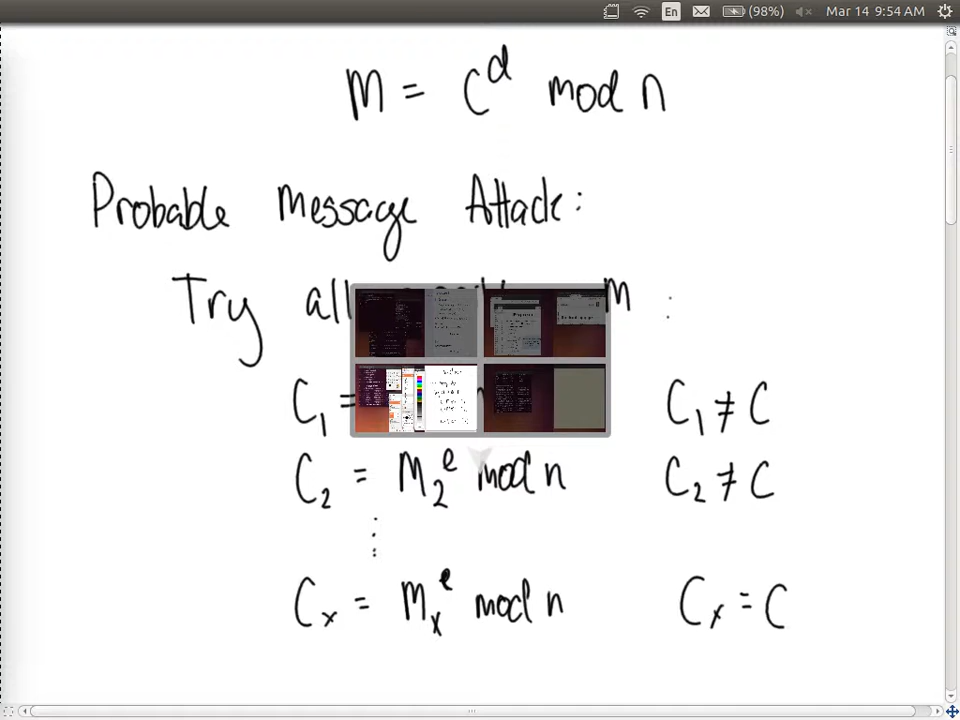 En (98%) Mar 14 9:54 AM
M = C^d mod n
Probable Message Attack:
Try all M :
C₁ = C₁ ≠ C
C₂ = M₂^e mod n C₂ ≠ C
⋮
Cₓ = Mₓ^e mod n Cₓ = C